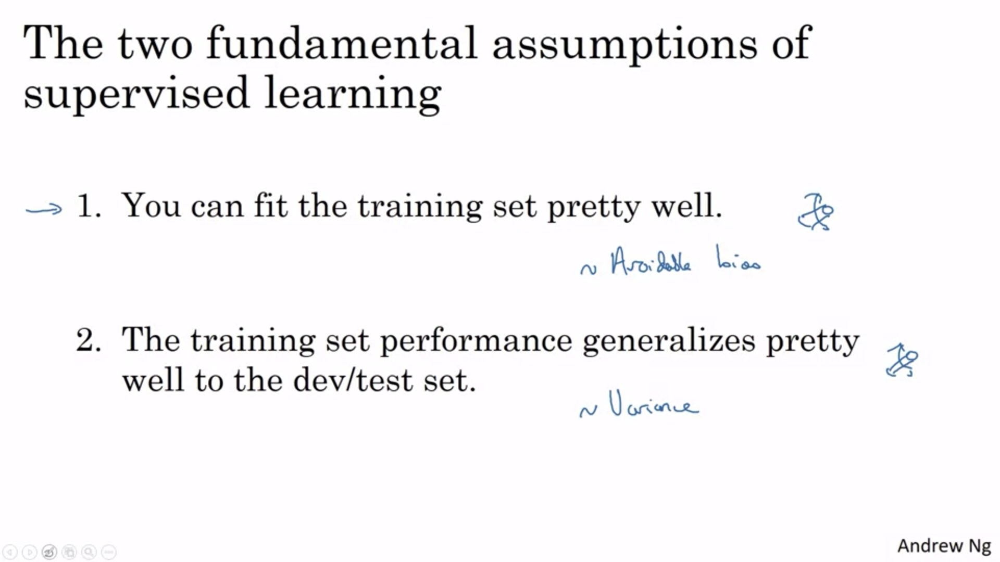 The two fundamental assumptions of
supervised learning
→ 1. You can fit the training set pretty well.
~ Avoidable bias
2. The training set performance generalizes pretty
well to the dev/test set.
~ Variance
Andrew Ng